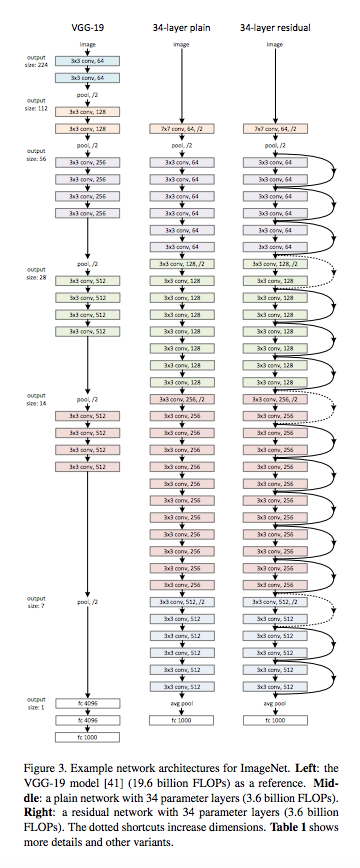 VGG-19
image
output
size: 224
3x3 conv, 64
3x3 conv, 64
pool, /2
output
size: 112
3x3 conv, 128
3x3 conv, 128
pool, /2
output
size: 56
3x3 conv, 256
3x3 conv, 256
3x3 conv, 256
3x3 conv, 256
pool, /2
output
size: 28
3x3 conv, 512
3x3 conv, 512
3x3 conv, 512
3x3 conv, 512
pool, /2
output
size: 14
3x3 conv, 512
3x3 conv, 512
3x3 conv, 512
3x3 conv, 512
pool, /2
output
size: 7
output
size: 1
fc 4096
fc 4096
fc 1000
34-layer plain
image
7x7 conv, 64, /2
pool, /2
3x3 conv, 64
3x3 conv, 64
3x3 conv, 64
3x3 conv, 64
3x3 conv, 64
3x3 conv, 64
3x3 conv, 128, /2
3x3 conv, 128
3x3 conv, 128
3x3 conv, 128
3x3 conv, 128
3x3 conv, 128
3x3 conv, 128
3x3 conv, 128
3x3 conv, 256, /2
3x3 conv, 256
3x3 conv, 256
3x3 conv, 256
3x3 conv, 256
3x3 conv, 256
3x3 conv, 256
3x3 conv, 256
3x3 conv, 256
3x3 conv, 256
3x3 conv, 256
3x3 conv, 256
3x3 conv, 512, /2
3x3 conv, 512
3x3 conv, 512
3x3 conv, 512
3x3 conv, 512
3x3 conv, 512
avg pool
fc 1000
34-layer residual
image
7x7 conv, 64, /2
pool, /2
3x3 conv, 64
3x3 conv, 64
3x3 conv, 64
3x3 conv, 64
3x3 conv, 64
3x3 conv, 64
3x3 conv, 128, /2
3x3 conv, 128
3x3 conv, 128
3x3 conv, 128
3x3 conv, 128
3x3 conv, 128
3x3 conv, 128
3x3 conv, 128
3x3 conv, 256, /2
3x3 conv, 256
3x3 conv, 256
3x3 conv, 256
3x3 conv, 256
3x3 conv, 256
3x3 conv, 256
3x3 conv, 256
3x3 conv, 256
3x3 conv, 256
3x3 conv, 256
3x3 conv, 256
3x3 conv, 512, /2
3x3 conv, 512
3x3 conv, 512
3x3 conv, 512
3x3 conv, 512
3x3 conv, 512
avg pool
fc 1000
Figure 3. Example network architectures for ImageNet. Left: the
VGG-19 model [41] (19.6 billion FLOPs) as a reference. Mid-
dle: a plain network with 34 parameter layers (3.6 billion FLOPs).
Right: a residual network with 34 parameter layers (3.6 billion
FLOPs). The dotted shortcuts increase dimensions. Table 1 shows
more details and other variants.